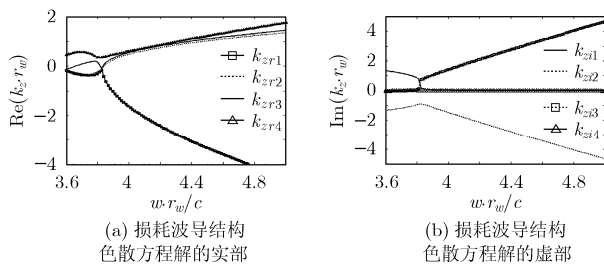 Re(k_z·r_w)
2
0
−2
−4
3.6
4
4.4
4.8
w·r_w/c
k_zr1
k_zr2
k_zr3
k_zr4
(a) 损耗波导结构
色散方程解的实部
Im(k_z·r_w)
4
2
0
−2
−4
3.6
4
4.4
4.8
w·r_w/c
k_zi1
k_zi2
k_zi3
k_zi4
(b) 损耗波导结构
色散方程解的虚部